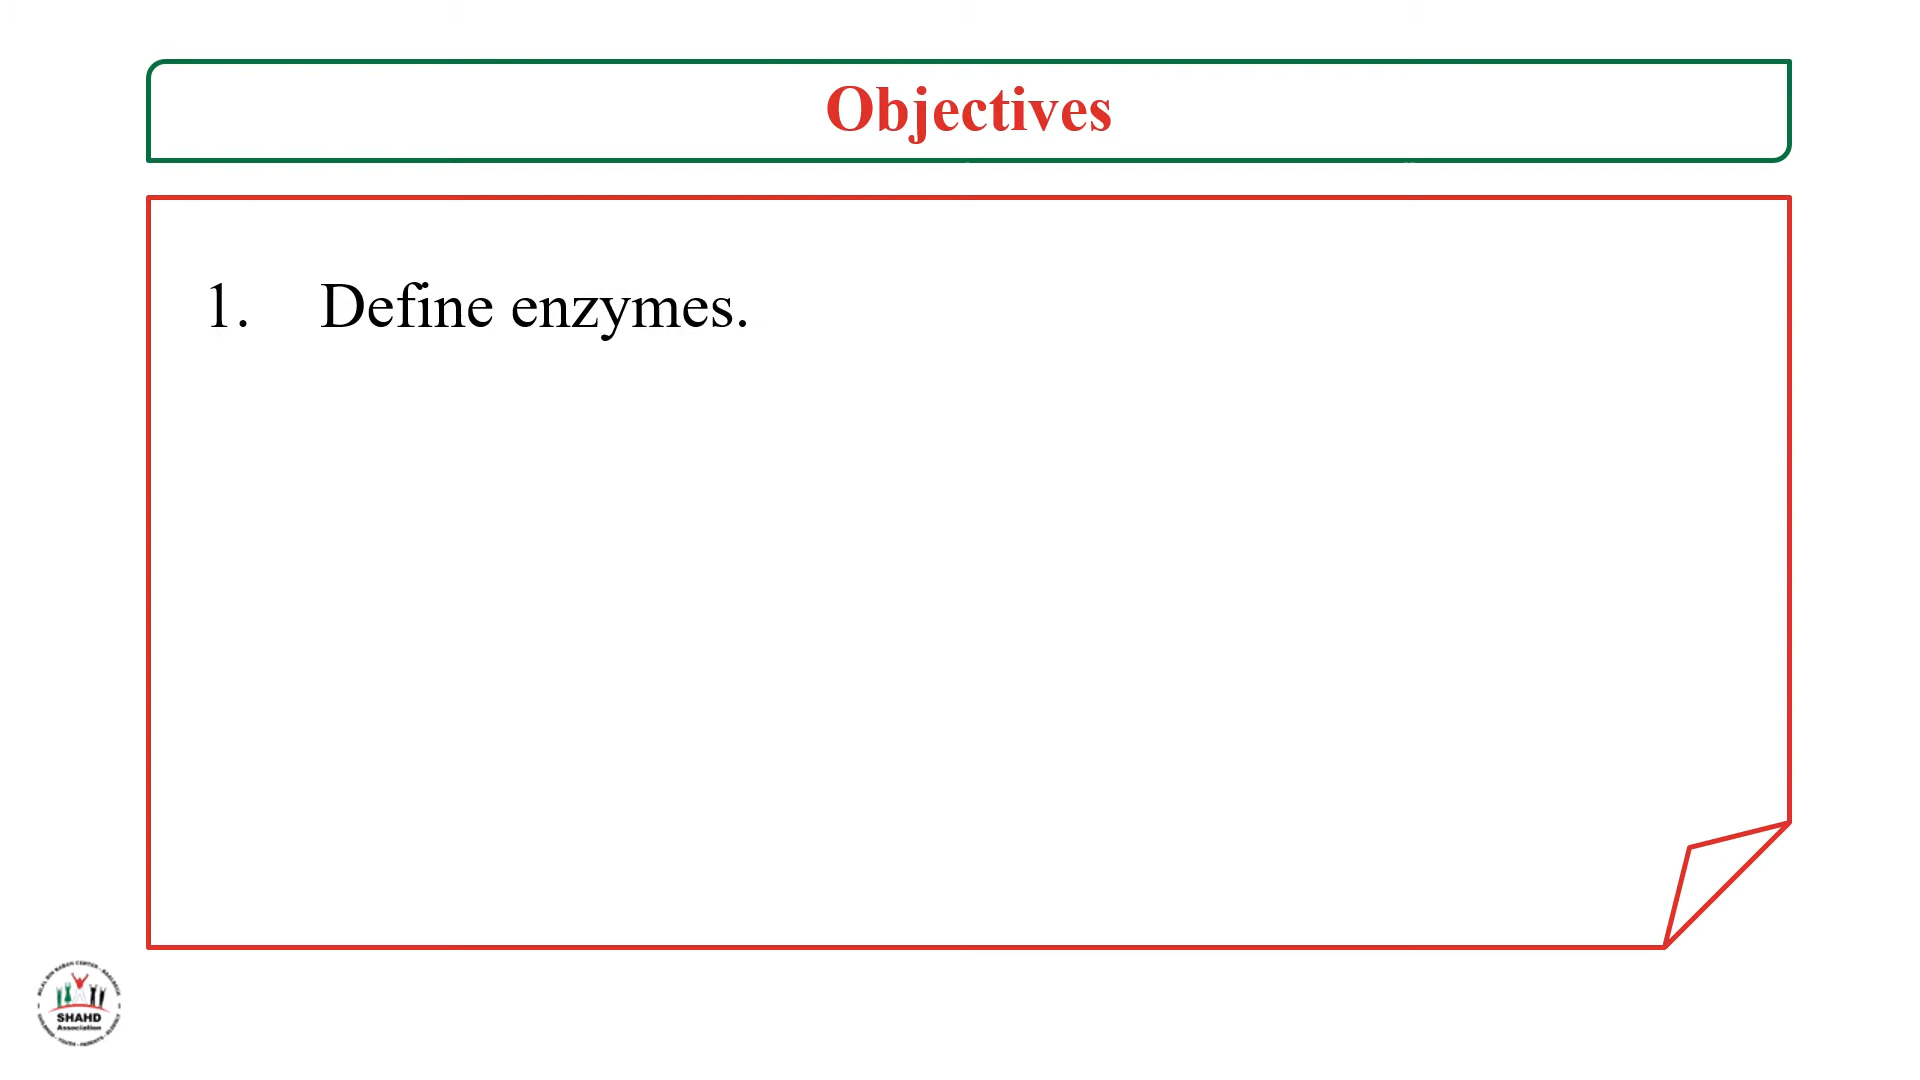 Objectives
1. Define enzymes.
SHAHD
Association